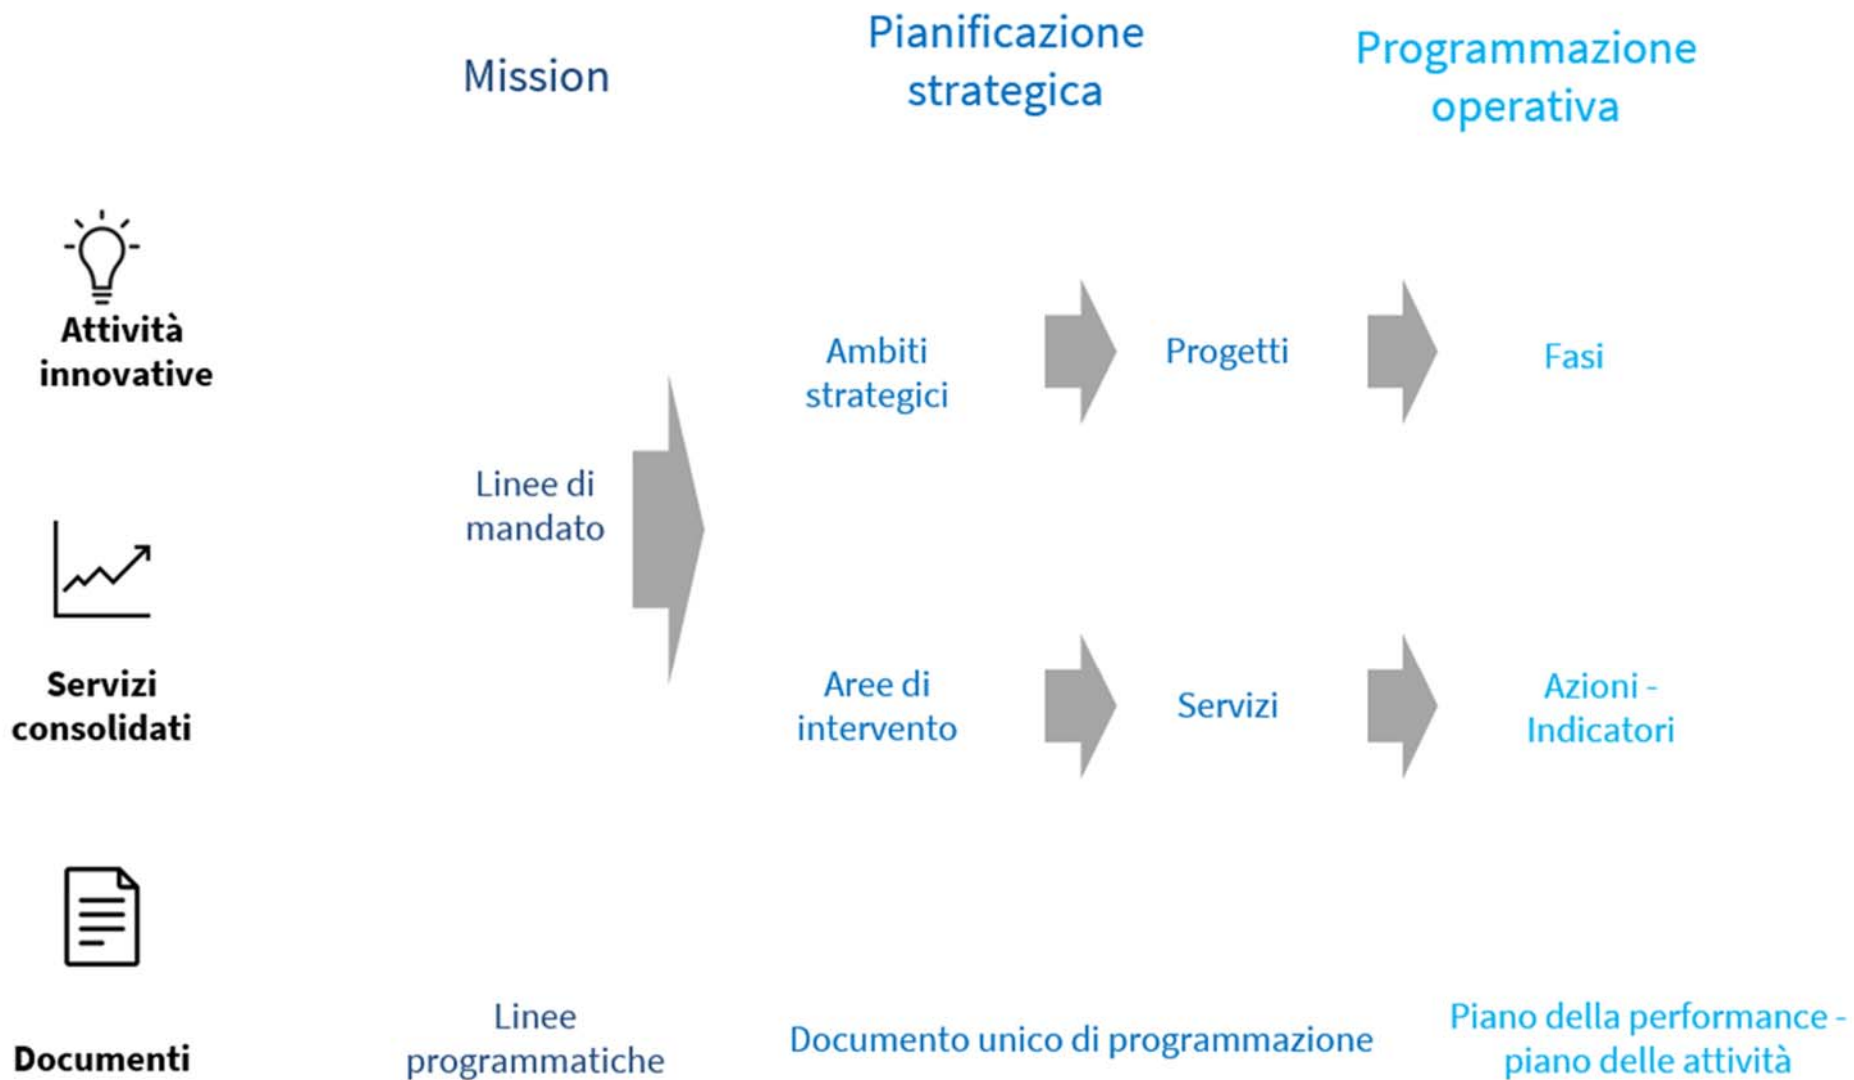 Mission
Pianificazione
strategica
Programmazione
operativa
Attività
innovative
Ambiti
strategici
Progetti
Fasi
Linee di
mandato
Servizi
consolidati
Aree di
intervento
Servizi
Azioni -
Indicatori
Documenti
Linee
programmatiche
Documento unico di programmazione
Piano della performance -
piano delle attività